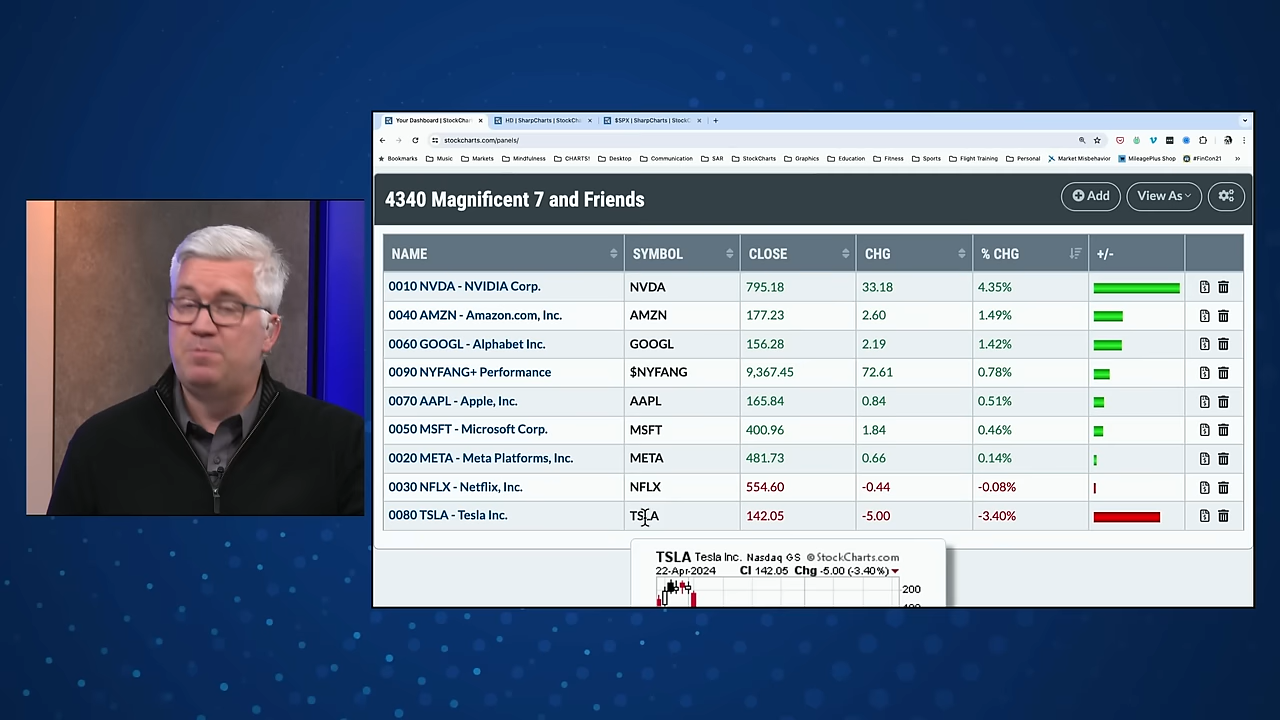 Your Dashboard | StockChar
HD | SharpCharts | StockCh
$SPX | SharpCharts | StockC
stockcharts.com/panels/
Bookmarks Music Markets Mindfulness CHARTS! Desktop Communication SAR StockCharts Graphics Education Fitness Sports Flight Training Personal Market Misbehavior MileagePlus Shop #FinCon21 »
4340 Magnificent 7 and Friends
Add View As
NAME SYMBOL CLOSE CHG % CHG +/-
0010 NVDA - NVIDIA Corp. NVDA 795.18 33.18 4.35%
0040 AMZN - Amazon.com, Inc. AMZN 177.23 2.60 1.49%
0060 GOOGL - Alphabet Inc. GOOGL 156.28 2.19 1.42%
0090 NYFANG+ Performance $NYFANG 9,367.45 72.61 0.78%
0070 AAPL - Apple, Inc. AAPL 165.84 0.84 0.51%
0050 MSFT - Microsoft Corp. MSFT 400.96 1.84 0.46%
0020 META - Meta Platforms, Inc. META 481.73 0.66 0.14%
0030 NFLX - Netflix, Inc. NFLX 554.60 -0.44 -0.08%
0080 TSLA - Tesla Inc. TSLA 142.05 -5.00 -3.40%
TSLA Tesla Inc. Nasdaq GS @StockCharts.com
22-Apr-2024 Cl 142.05 Chg -5.00 (-3.40%)
200